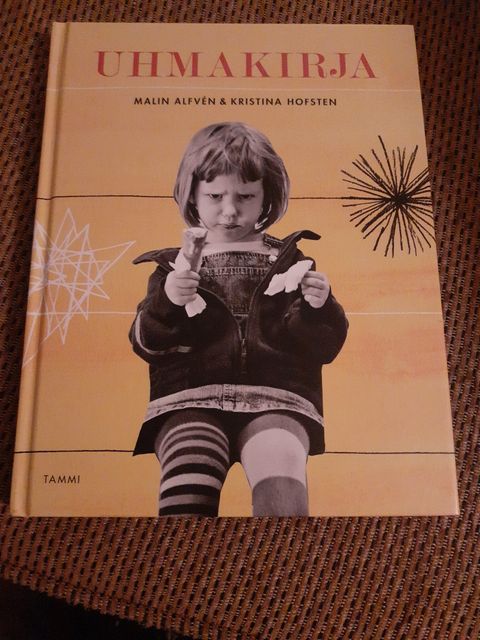 UHMAKIRJA
MALIN ALFVÉN & KRISTINA HOFSTEN
TAMMI